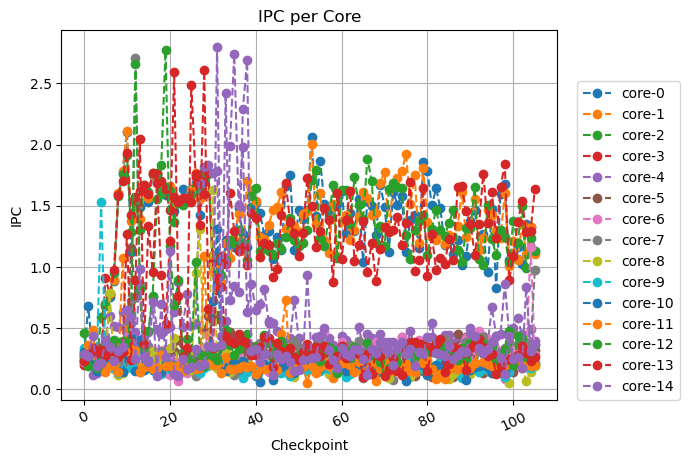 IPC per Core
IPC
2.5
2.0
1.5
1.0
0.5
0.0
0
20
40
60
80
100
Checkpoint
core-0
core-1
core-2
core-3
core-4
core-5
core-6
core-7
core-8
core-9
core-10
core-11
core-12
core-13
core-14